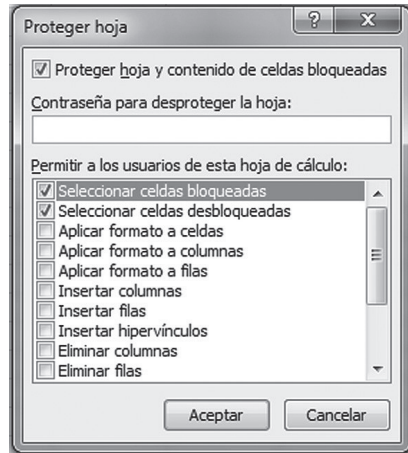 Proteger hoja
Proteger hoja y contenido de celdas bloqueadas
Contraseña para desproteger la hoja:
Permitir a los usuarios de esta hoja de cálculo:
Seleccionar celdas bloqueadas
Seleccionar celdas desbloqueadas
Aplicar formato a celdas
Aplicar formato a columnas
Aplicar formato a filas
Insertar columnas
Insertar filas
Insertar hipervínculos
Eliminar columnas
Eliminar filas
Aceptar Cancelar